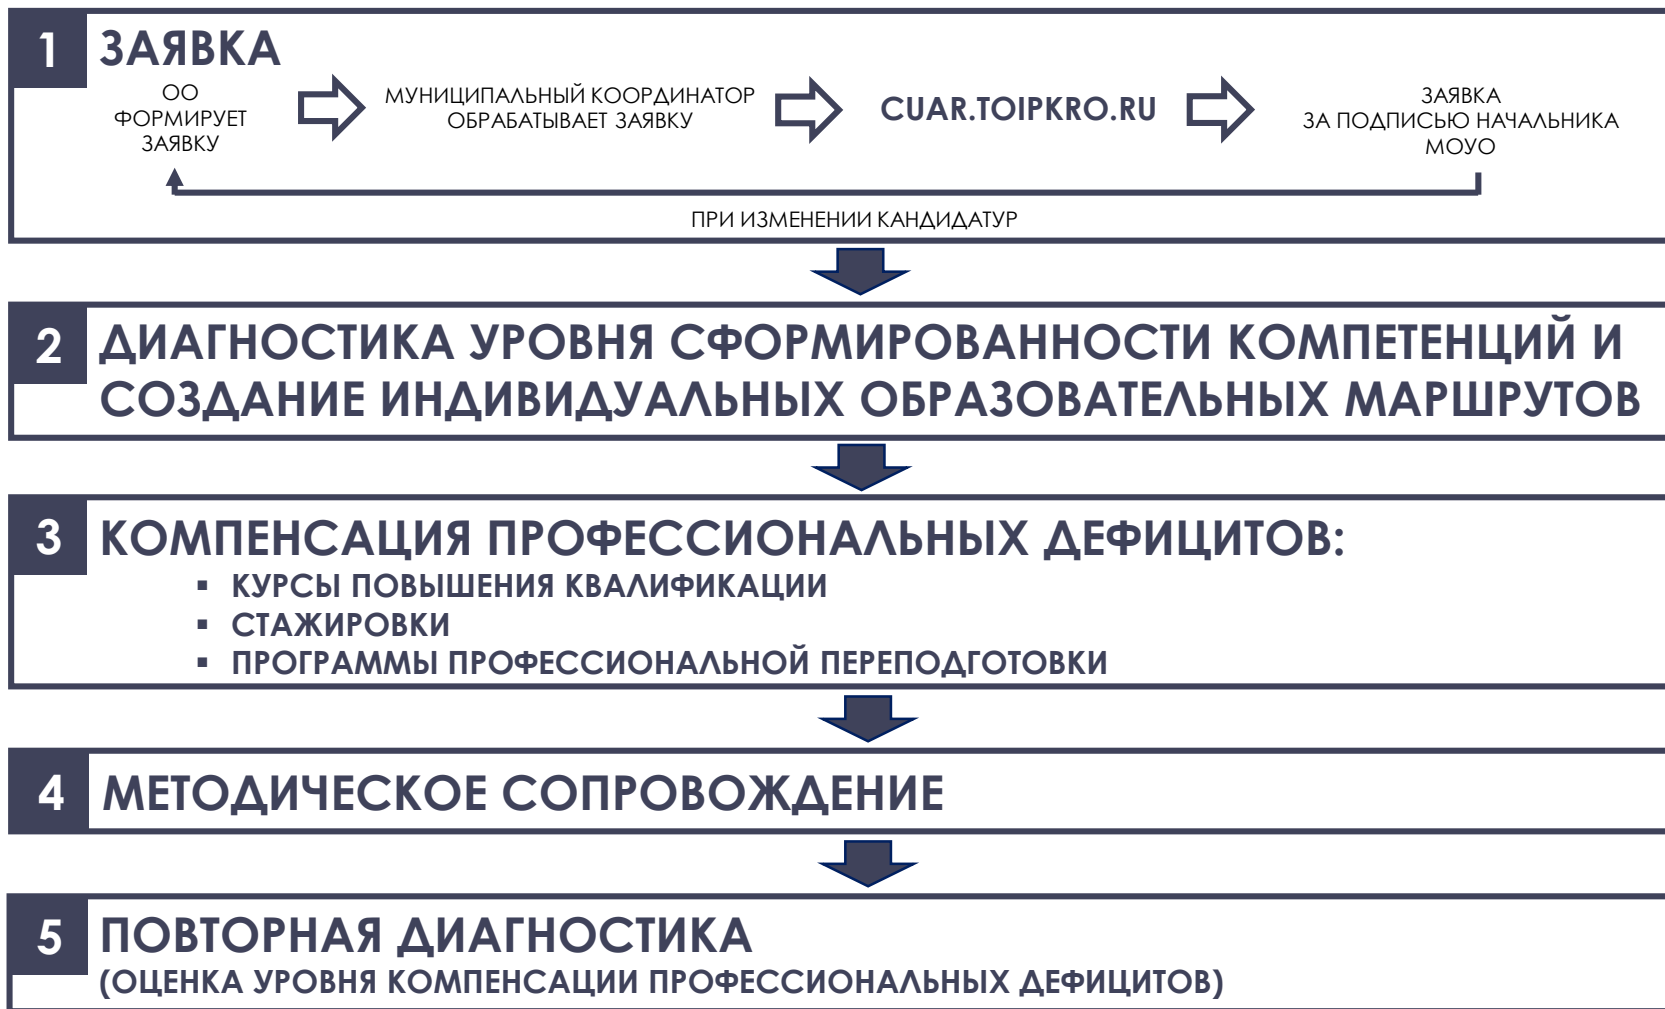 1 ЗАЯВКА
ОО
ФОРМИРУЕТ
ЗАЯВКУ
МУНИЦИПАЛЬНЫЙ КООРДИНАТОР
ОБРАБАТЫВАЕТ ЗАЯВКУ
CUAR.TOIPKRO.RU
ЗАЯВКА
ЗА ПОДПИСЬЮ НАЧАЛЬНИКА
МОУО
ПРИ ИЗМЕНЕНИИ КАНДИДАТУР
2 ДИАГНОСТИКА УРОВНЯ СФОРМИРОВАННОСТИ КОМПЕТЕНЦИЙ И
СОЗДАНИЕ ИНДИВИДУАЛЬНЫХ ОБРАЗОВАТЕЛЬНЫХ МАРШРУТОВ
3 КОМПЕНСАЦИЯ ПРОФЕССИОНАЛЬНЫХ ДЕФИЦИТОВ:
▪ КУРСЫ ПОВЫШЕНИЯ КВАЛИФИКАЦИИ
▪ СТАЖИРОВКИ
▪ ПРОГРАММЫ ПРОФЕССИОНАЛЬНОЙ ПЕРЕПОДГОТОВКИ
4 МЕТОДИЧЕСКОЕ СОПРОВОЖДЕНИЕ
5 ПОВТОРНАЯ ДИАГНОСТИКА
(ОЦЕНКА УРОВНЯ КОМПЕНСАЦИИ ПРОФЕССИОНАЛЬНЫХ ДЕФИЦИТОВ)